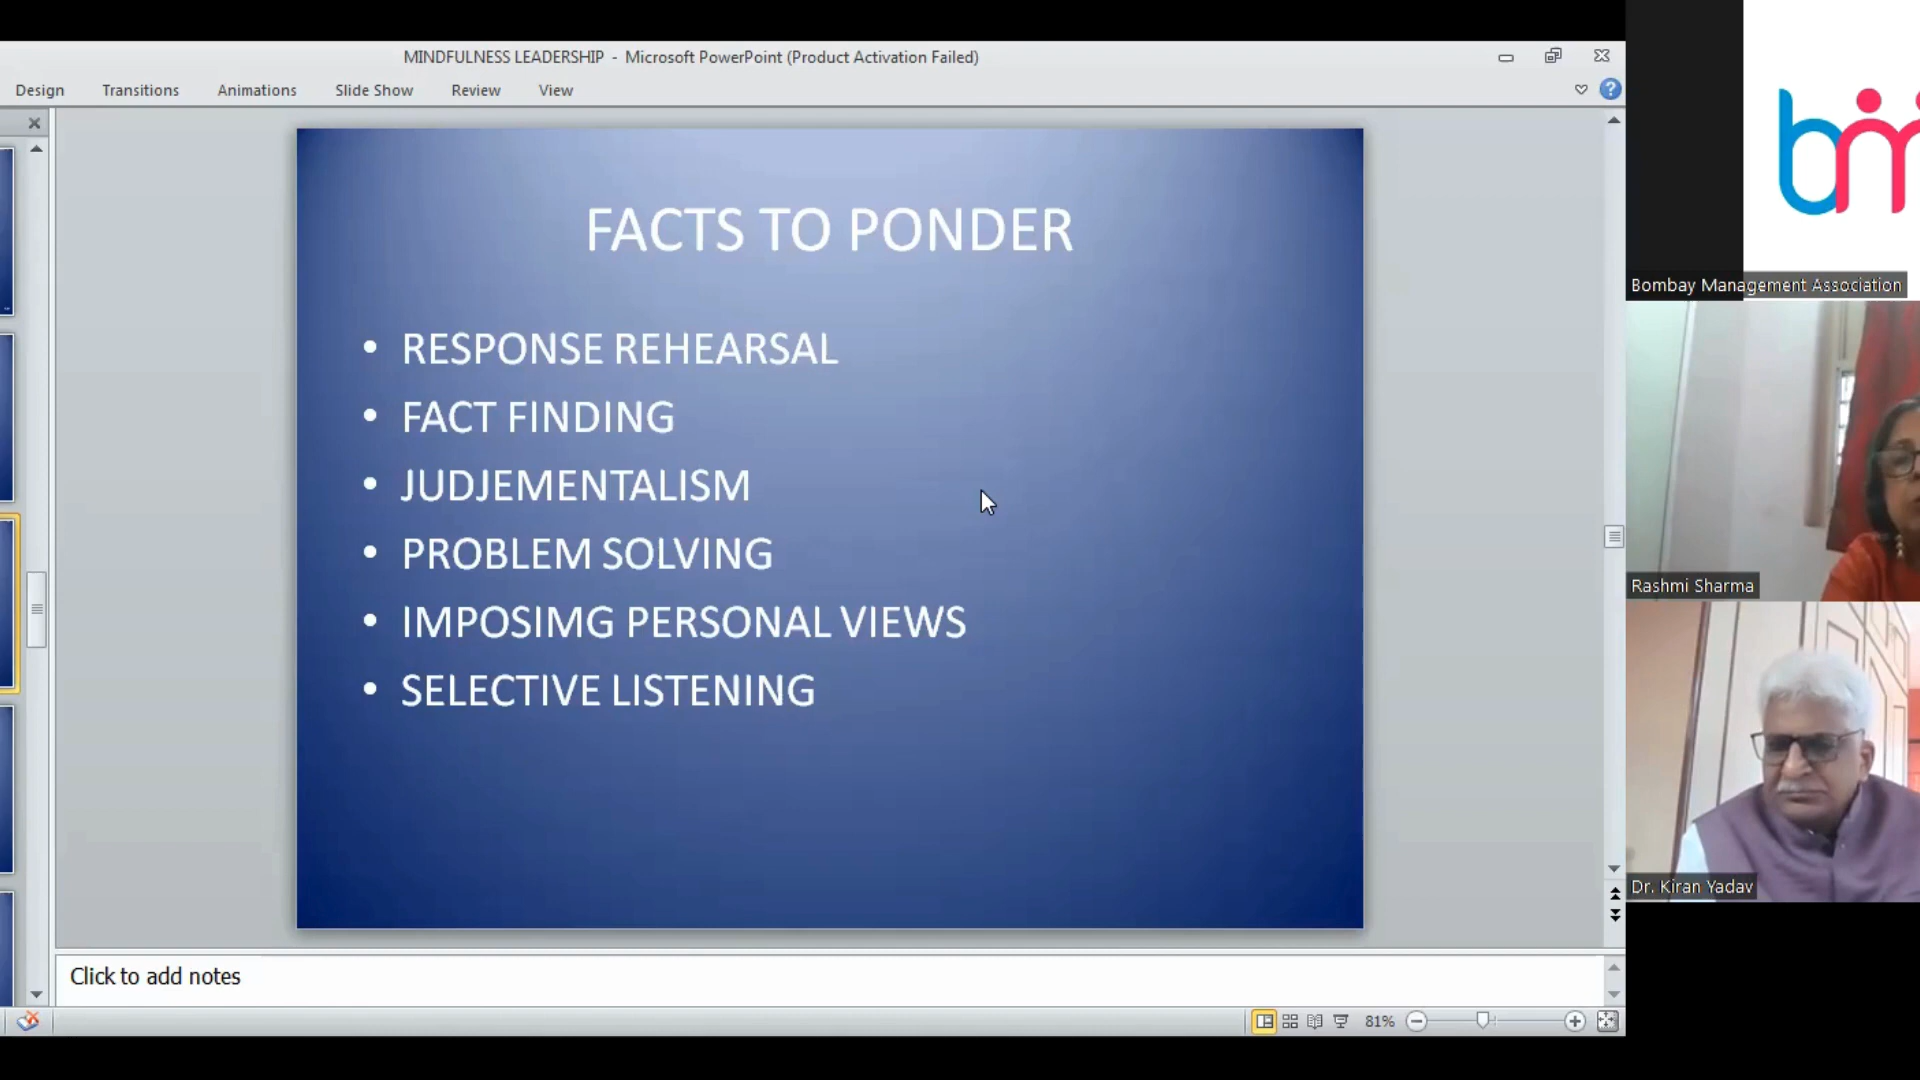 MINDFULNESS LEADERSHIP - Microsoft PowerPoint (Product Activation Failed)
Design Transitions Animations Slide Show Review View
FACTS TO PONDER
• RESPONSE REHEARSAL
• FACT FINDING
• JUDJEMENTALISM
• PROBLEM SOLVING
• IMPOSIMG PERSONAL VIEWS
• SELECTIVE LISTENING
Click to add notes
81%
bm
Bombay Management Association
Rashmi Sharma
Dr. Kiran Yadav